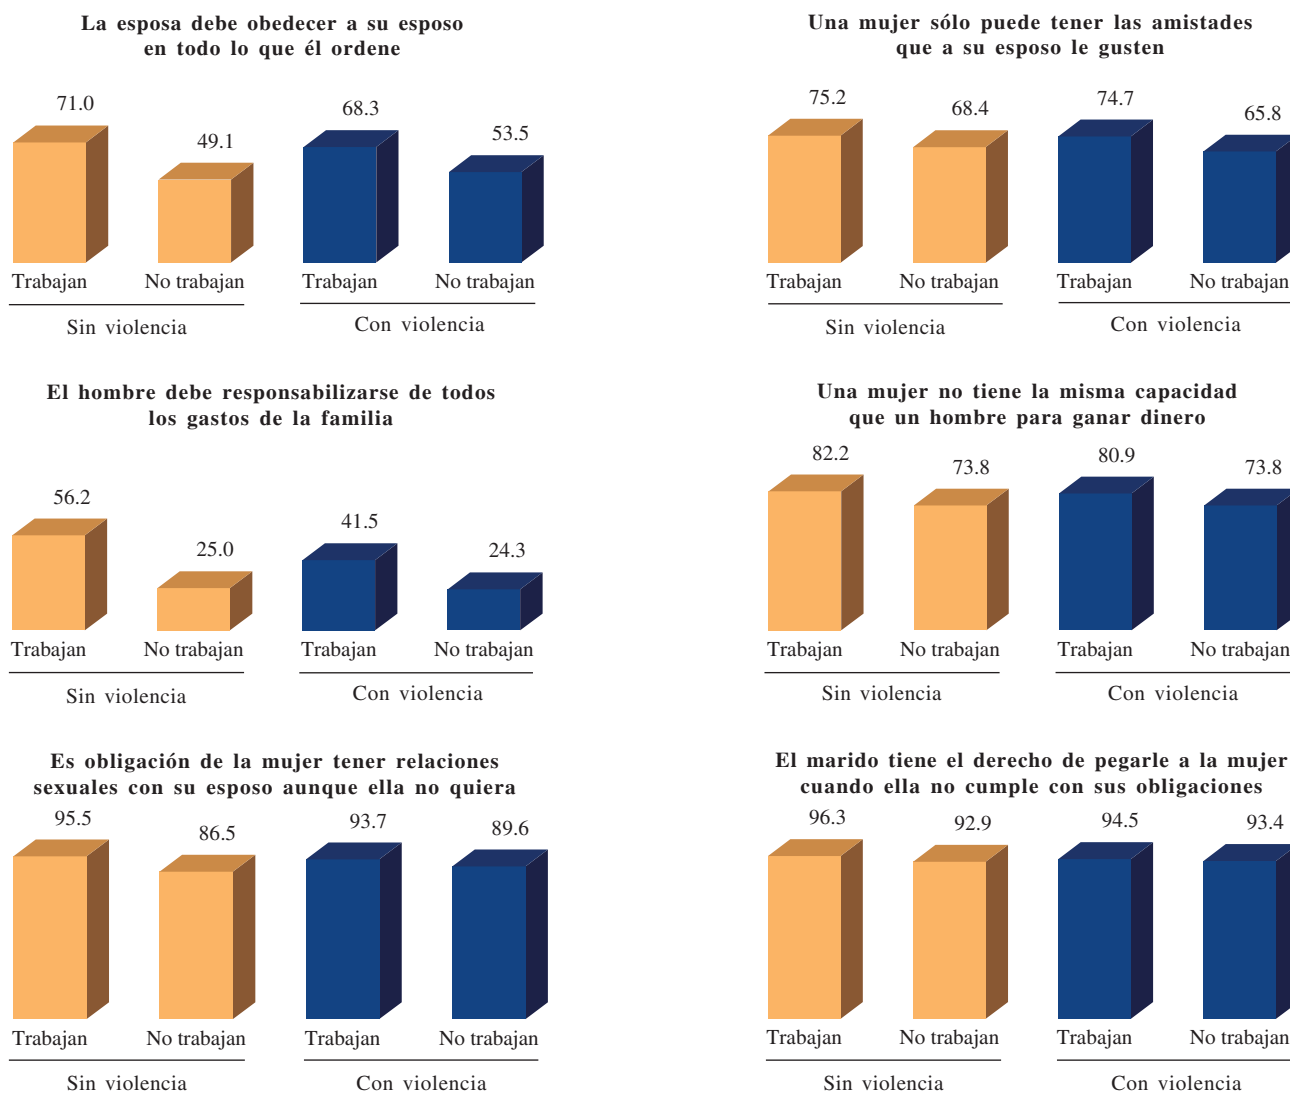 La esposa debe obedecer a su esposo
en todo lo que él ordene
71.0
49.1
68.3
53.5
Trabajan
No trabajan
Trabajan
No trabajan
Sin violencia
Con violencia
Una mujer sólo puede tener las amistades
que a su esposo le gusten
75.2
68.4
74.7
65.8
Trabajan
No trabajan
Trabajan
No trabajan
Sin violencia
Con violencia
El hombre debe responsabilizarse de todos
los gastos de la familia
56.2
25.0
41.5
24.3
Trabajan
No trabajan
Trabajan
No trabajan
Sin violencia
Con violencia
Una mujer no tiene la misma capacidad
que un hombre para ganar dinero
82.2
73.8
80.9
73.8
Trabajan
No trabajan
Trabajan
No trabajan
Sin violencia
Con violencia
Es obligación de la mujer tener relaciones
sexuales con su esposo aunque ella no quiera
95.5
86.5
93.7
89.6
Trabajan
No trabajan
Trabajan
No trabajan
Sin violencia
Con violencia
El marido tiene el derecho de pegarle a la mujer
cuando ella no cumple con sus obligaciones
96.3
92.9
94.5
93.4
Trabajan
No trabajan
Trabajan
No trabajan
Sin violencia
Con violencia